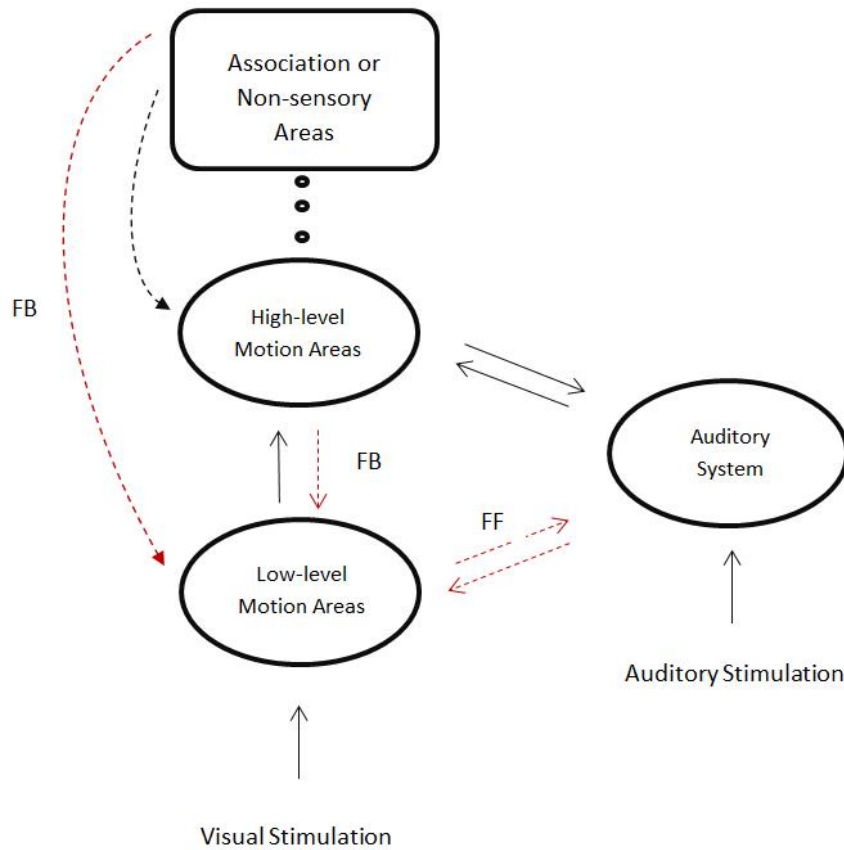 Association or
Non-sensory
Areas
FB
High-level
Motion Areas
Auditory
System
FB
FF
Low-level
Motion Areas
Auditory Stimulation
Visual Stimulation